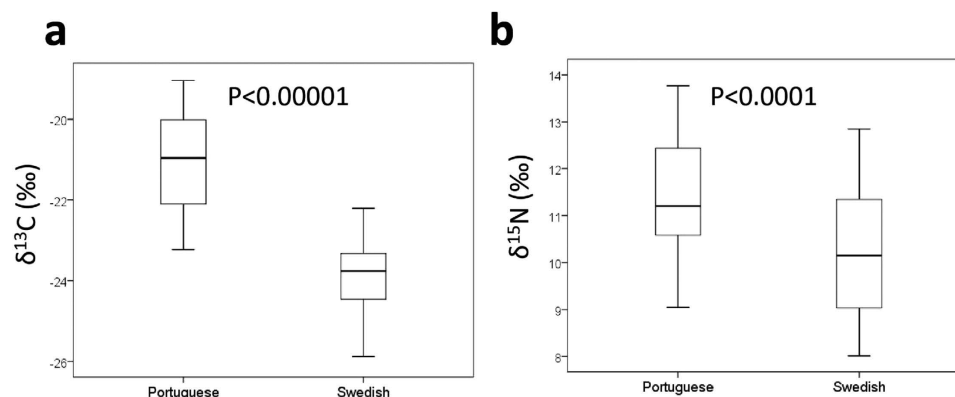 a
P<0.00001
δ¹³C (‰)
-20
-22
-24
-26
Portuguese Swedish
b
P<0.0001
δ¹⁵N (‰)
14
13
12
11
10
9
8
Portuguese Swedish